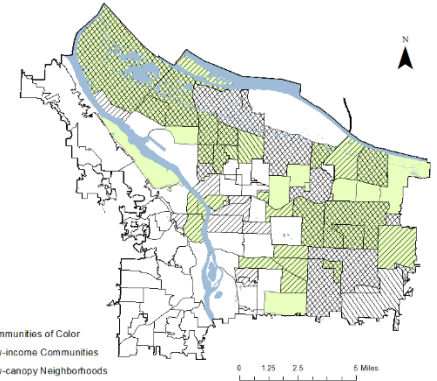 N
mmunities of Color
w-income Communities
w-canopy Neighborhoods
0 1.25 2.5 5 Miles